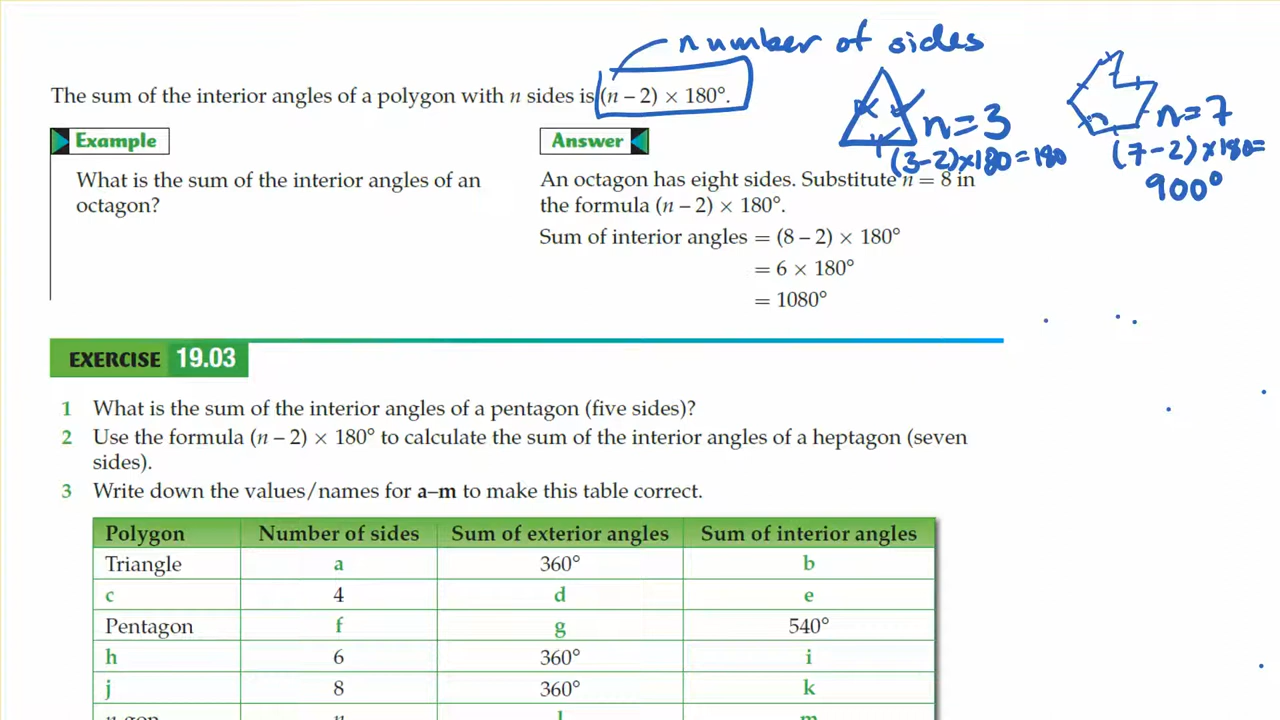 number of sides
The sum of the interior angles of a polygon with n sides is (n – 2) × 180°.
n = 3
(3-2)×180=180
n = 7
(7-2)×180=
900°
Example
What is the sum of the interior angles of an
octagon?
Answer
An octagon has eight sides. Substitute n = 8 in
the formula (n – 2) × 180°.
Sum of interior angles = (8 – 2) × 180°
= 6 × 180°
= 1080°
EXERCISE 19.03
1 What is the sum of the interior angles of a pentagon (five sides)?
2 Use the formula (n – 2) × 180° to calculate the sum of the interior angles of a heptagon (seven
sides).
3 Write down the values/names for a–m to make this table correct.
Polygon Number of sides Sum of exterior angles Sum of interior angles
Triangle a 360° b
c 4 d e
Pentagon f g 540°
h 6 360° i
j 8 360° k
n-gon n l m